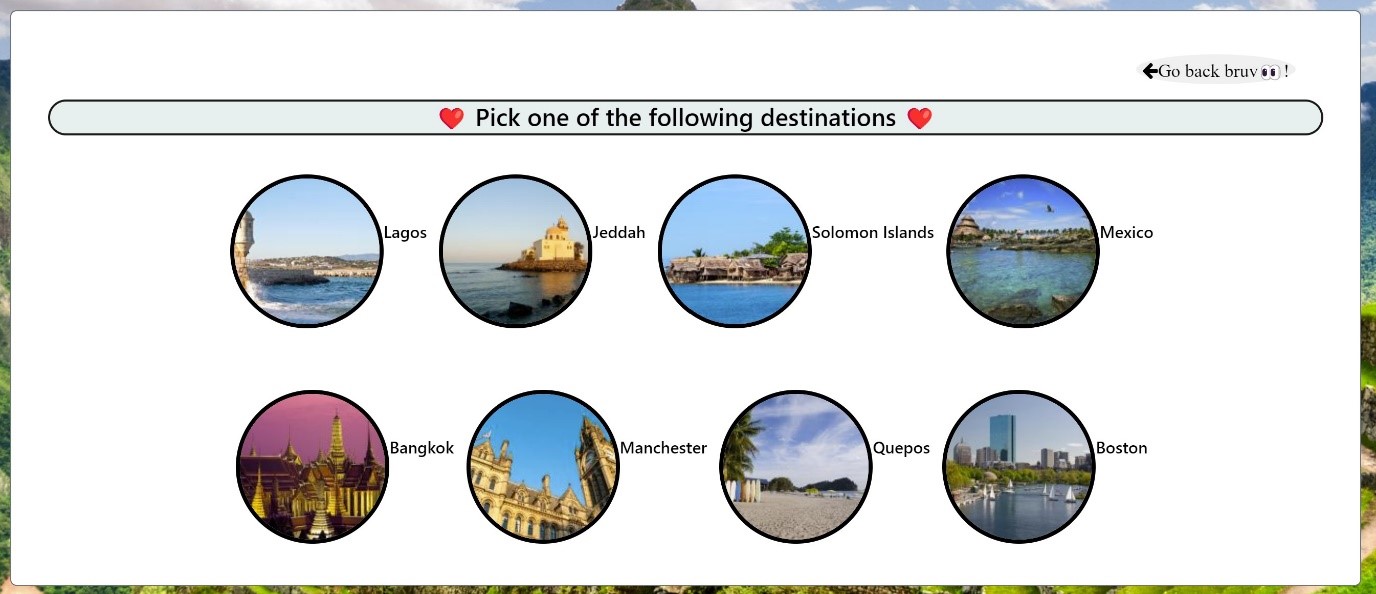 🡸Go back bruv👀!
❤️ Pick one of the following destinations ❤️
Lagos
Jeddah
Solomon Islands
Mexico
Bangkok
Manchester
Quepos
Boston